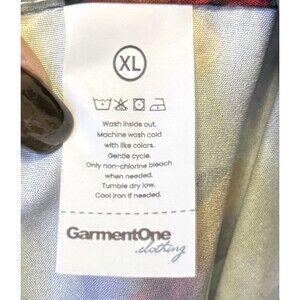 XL
Wash inside out.
Machine wash cold
with like colors.
Gentle cycle.
Only non-chlorine bleach
when needed.
Tumble dry low.
Cool iron if needed.
GarmentOne
clothing